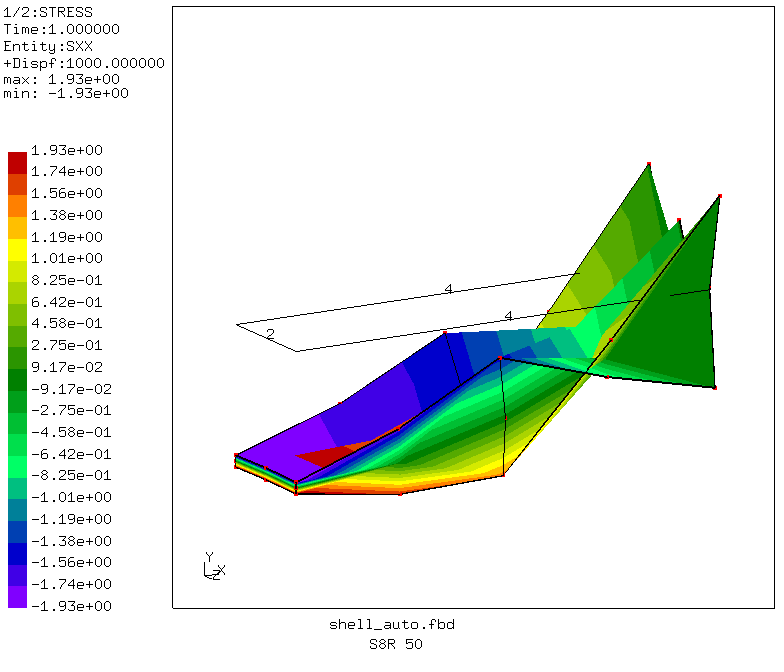 1/2:STRESS
Time:1.000000
Entity:SXX
+Dispf:1000.000000
max: 1.93e+00
min: -1.93e+00
1.93e+00
1.74e+00
1.56e+00
1.38e+00
1.19e+00
1.01e+00
8.25e-01
6.42e-01
4.58e-01
2.75e-01
9.17e-02
-9.17e-02
-2.75e-01
-4.58e-01
-6.42e-01
-8.25e-01
-1.01e+00
-1.19e+00
-1.38e+00
-1.56e+00
-1.74e+00
-1.93e+00
4
4
2
Y
X
Z
shell_auto.fbd
S8R 50